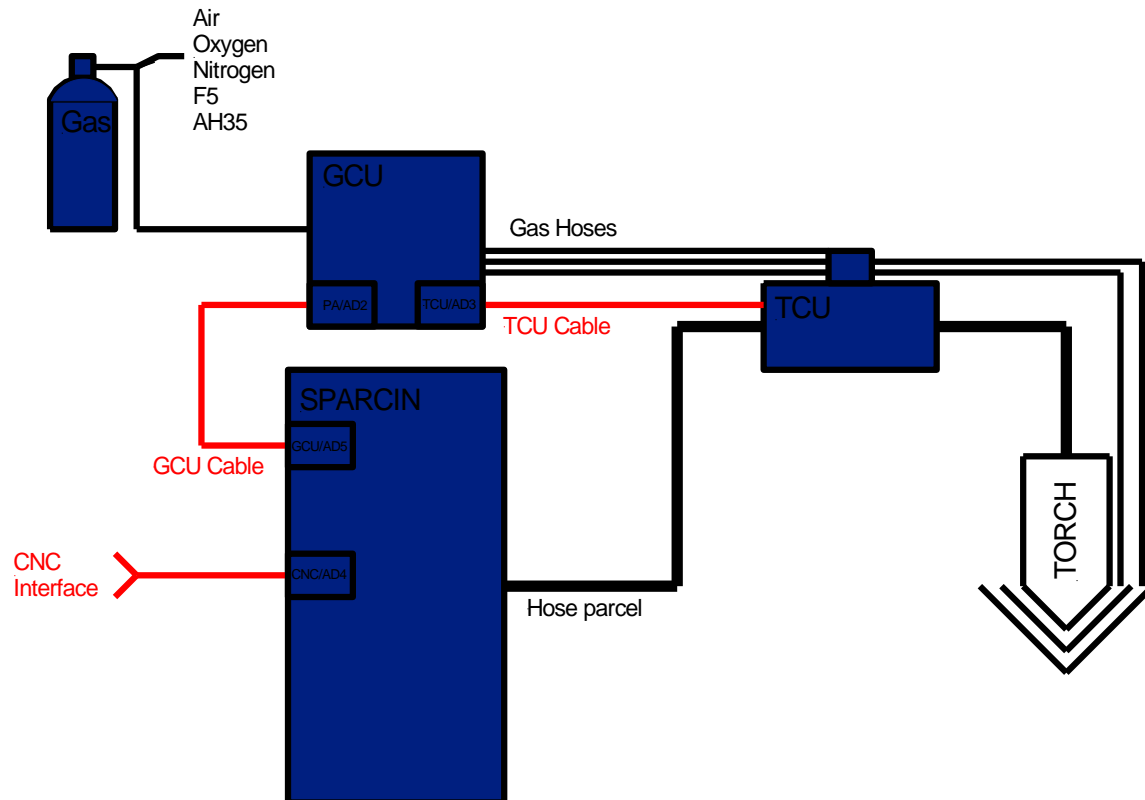 Air
Oxygen
Nitrogen
F5
AH35
Gas
GCU
Gas Hoses
PA/AD2
TCU/AD3
TCU Cable
TCU
SPARCIN
GCU/AD5
GCU Cable
TORCH
CNC
Interface
CNC/AD4
Hose parcel